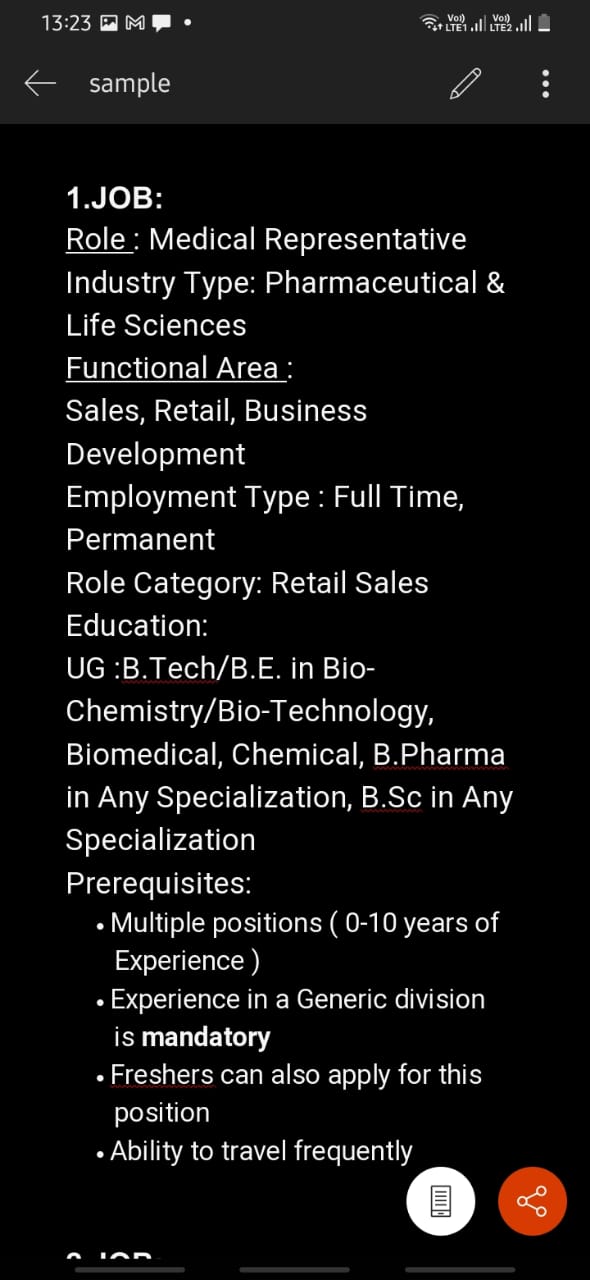 13:23
Vo)) LTE1 Vo)) LTE2
sample
1.JOB:
Role : Medical Representative
Industry Type: Pharmaceutical &
Life Sciences
Functional Area :
Sales, Retail, Business
Development
Employment Type : Full Time,
Permanent
Role Category: Retail Sales
Education:
UG :B.Tech/B.E. in Bio-
Chemistry/Bio-Technology,
Biomedical, Chemical, B.Pharma
in Any Specialization, B.Sc in Any
Specialization
Prerequisites:
• Multiple positions ( 0-10 years of
Experience )
• Experience in a Generic division
is mandatory
• Freshers can also apply for this
position
• Ability to travel frequently